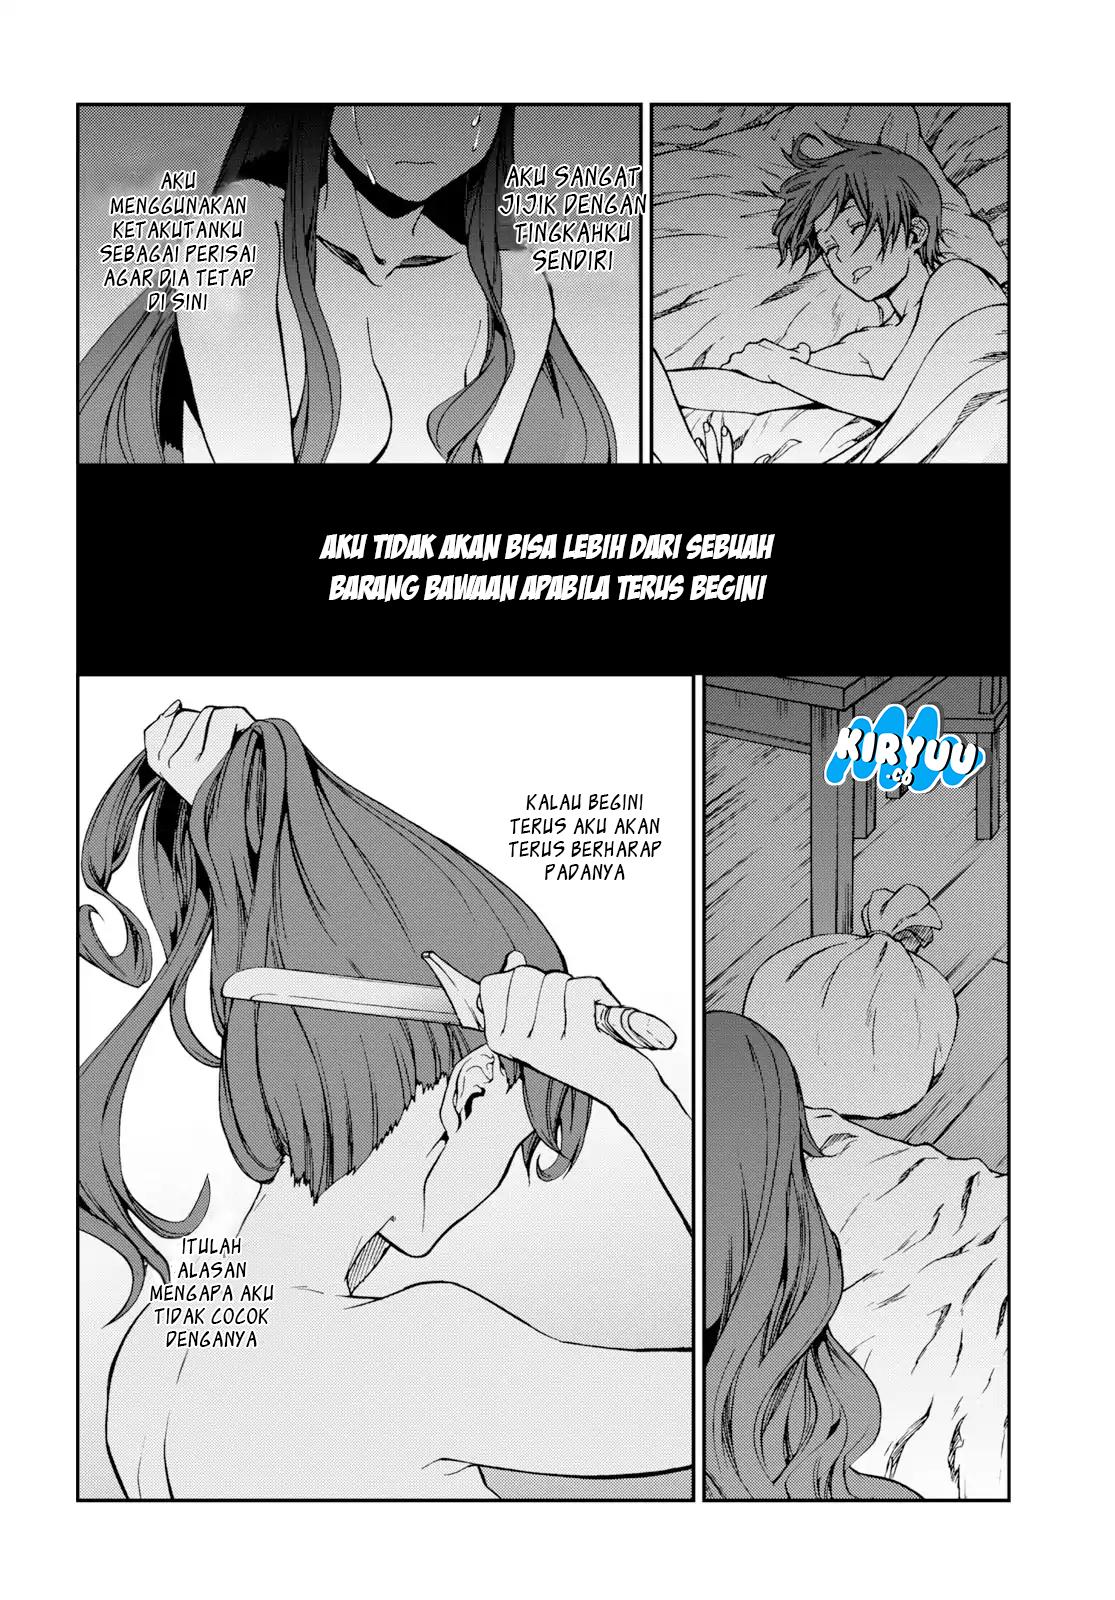 AKU SANGAT
JIJIK DENGAN
TINGKAHKU
SENDIRI
AKU
MENGGUNAKAN
KETAKUTANKU
SEBAGAI PERISAI
AGAR DIA TETAP
DI SINI
AKU TIDAK AKAN BISA LEBIH DARI SEBUAH
BARANG BAWAAN APABILA TERUS BEGINI
KIRYUU
.CO
KALAU BEGINI
TERUS AKU AKAN
TERUS BERHARAP
PADANYA
ITULAH
ALASAN
MENGAPA AKU
TIDAK COCOK
DENGANYA